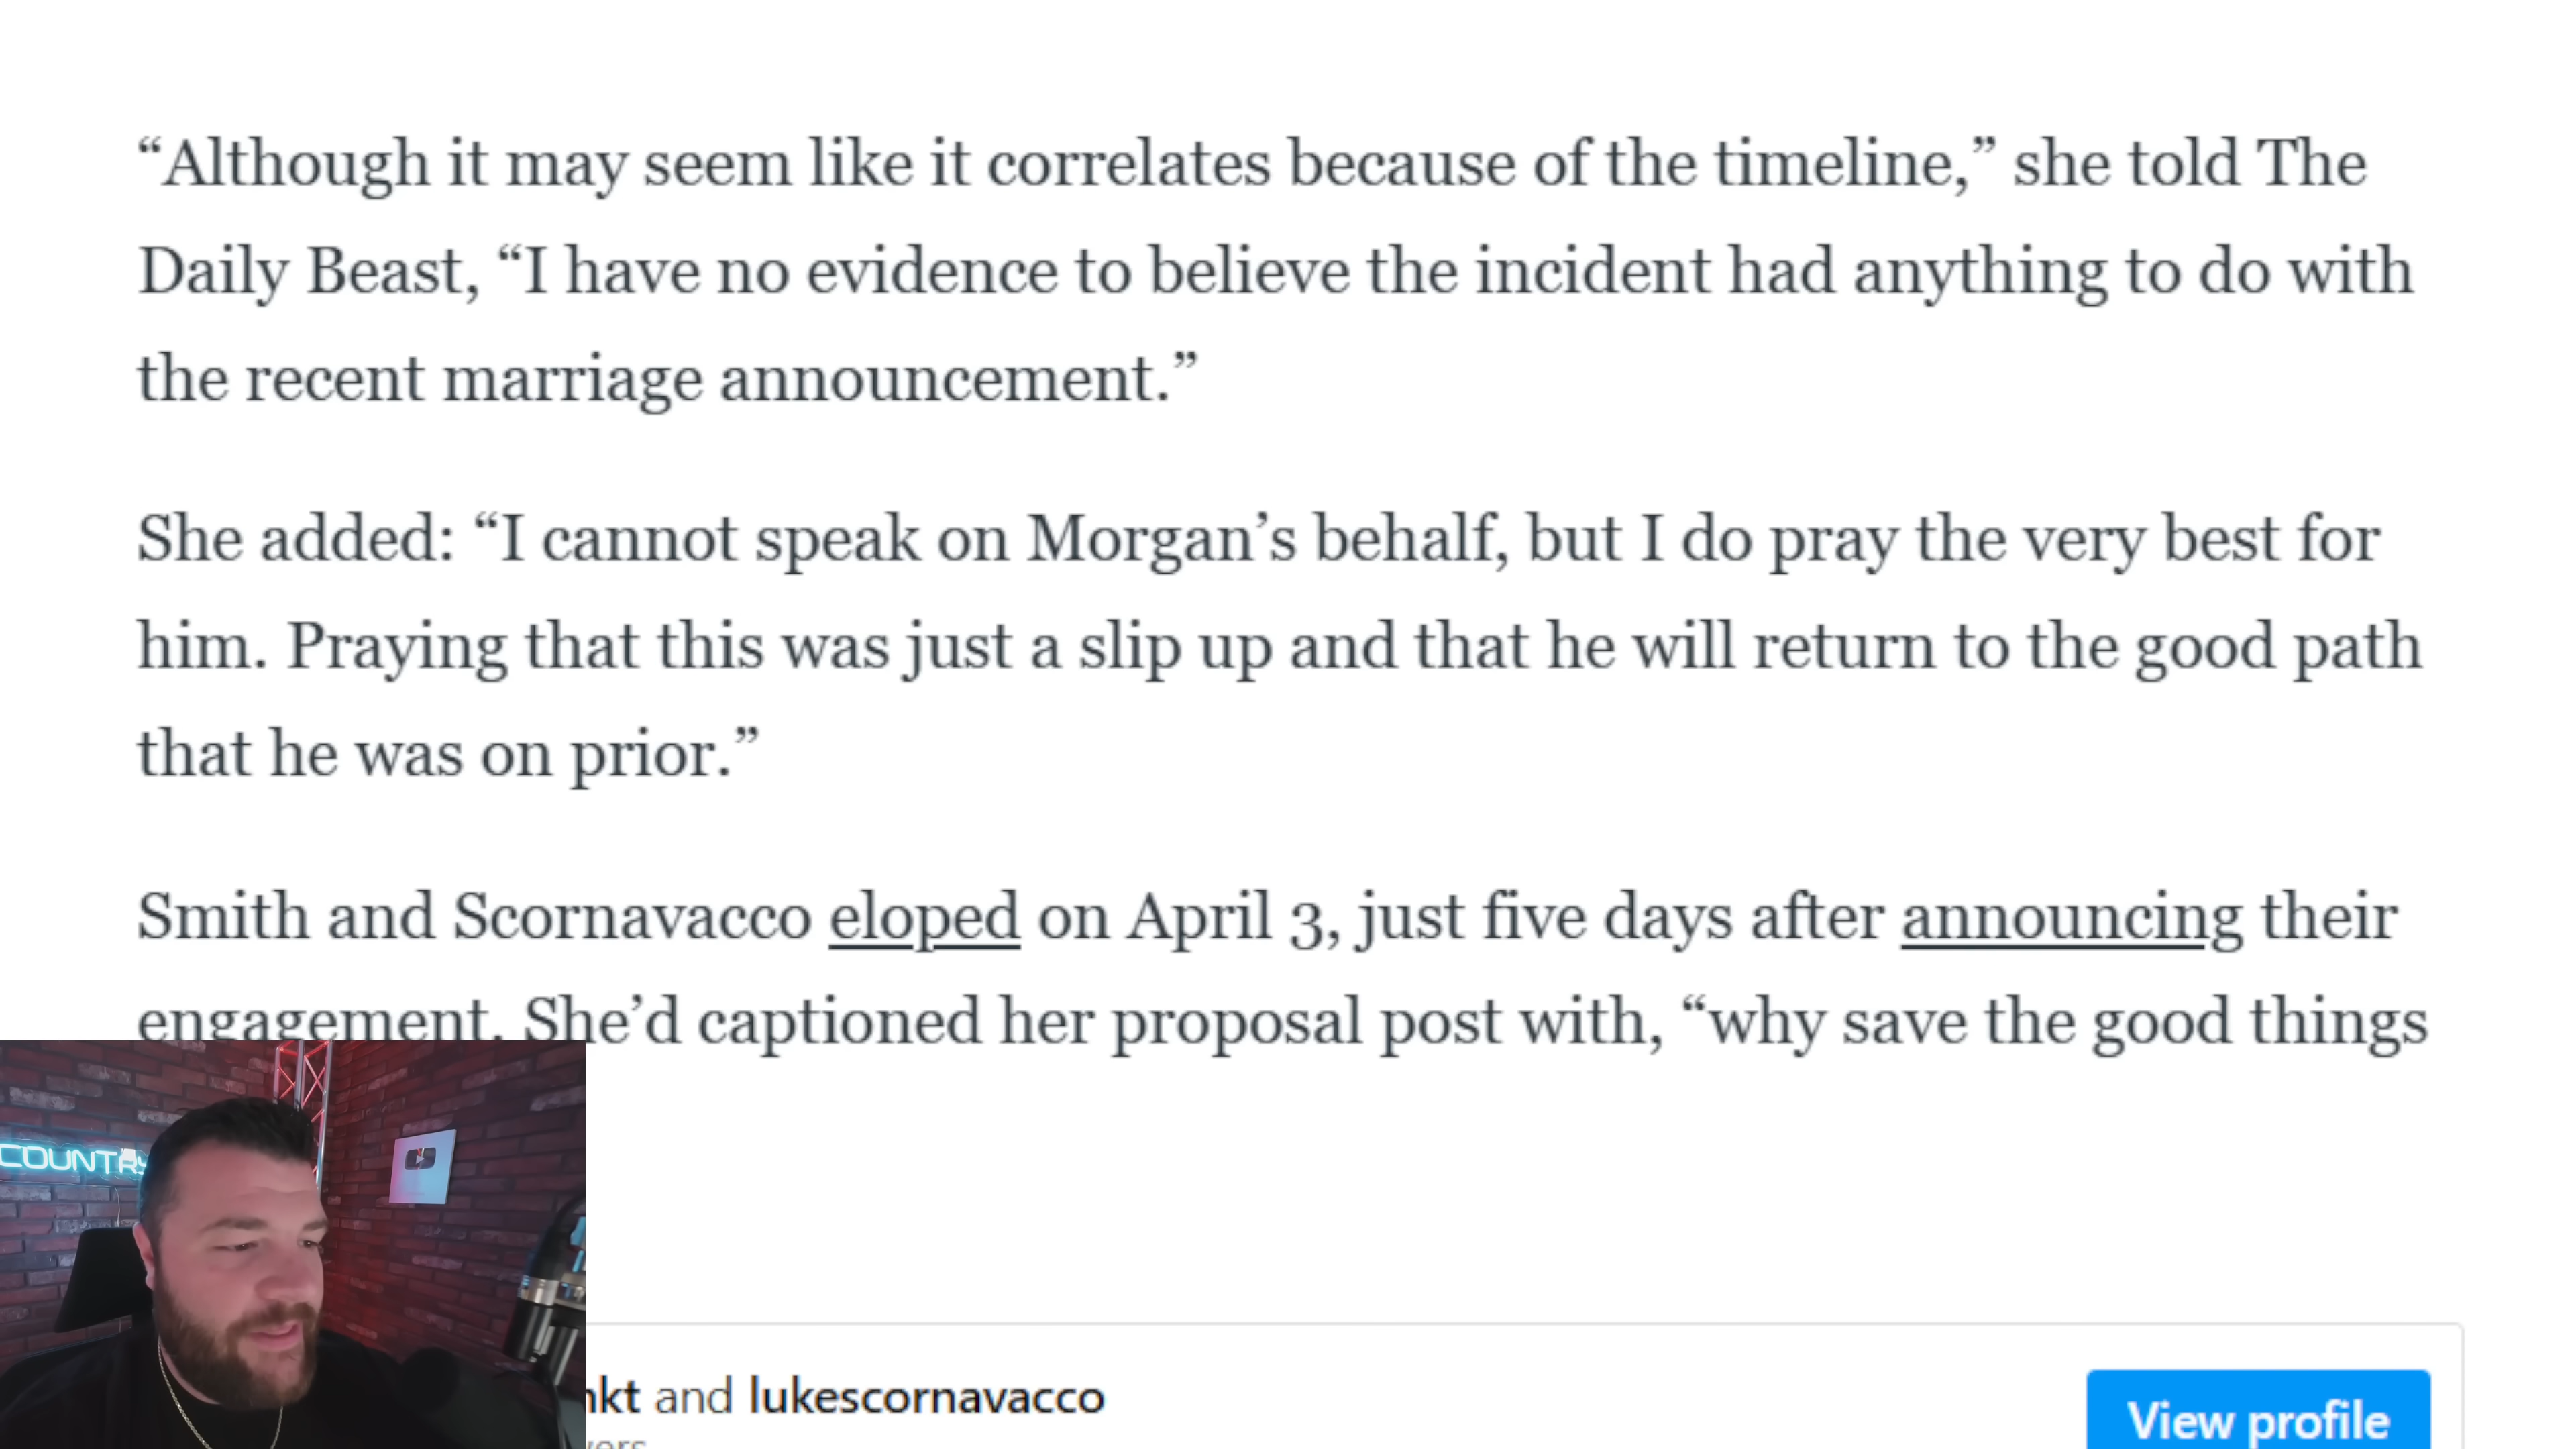 “Although it may seem like it correlates because of the timeline,” she told The
Daily Beast, “I have no evidence to believe the incident had anything to do with
the recent marriage announcement.”
She added: “I cannot speak on Morgan’s behalf, but I do pray the very best for
him. Praying that this was just a slip up and that he will return to the good path
that he was on prior.”
Smith and Scornavacco eloped on April 3, just five days after announcing their
engagement. She’d captioned her proposal post with, “why save the good things
COUNTRY
and lukescornavacco
View profile